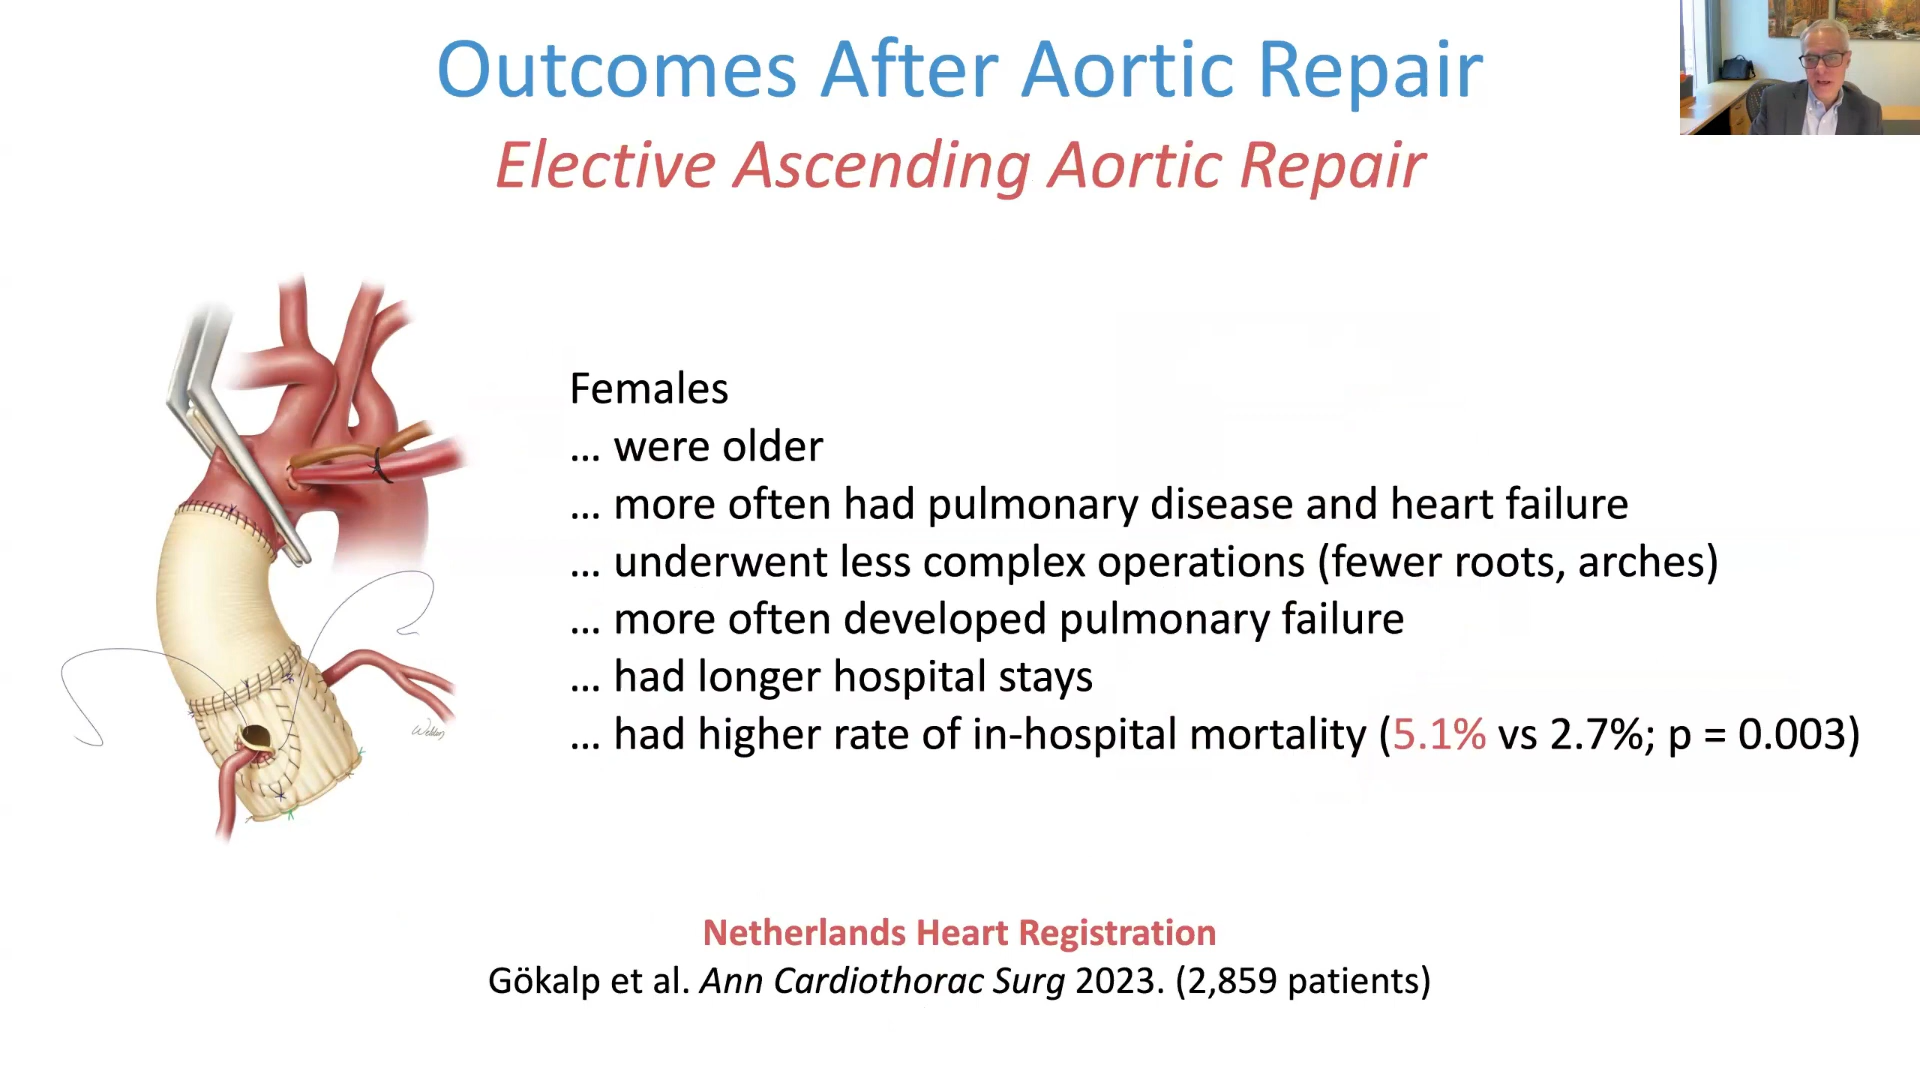 Outcomes After Aortic Repair
Elective Ascending Aortic Repair
Females
... were older
... more often had pulmonary disease and heart failure
... underwent less complex operations (fewer roots, arches)
... more often developed pulmonary failure
... had longer hospital stays
... had higher rate of in-hospital mortality (5.1% vs 2.7%; p = 0.003)
Netherlands Heart Registration
Gökalp et al. Ann Cardiothorac Surg 2023. (2,859 patients)